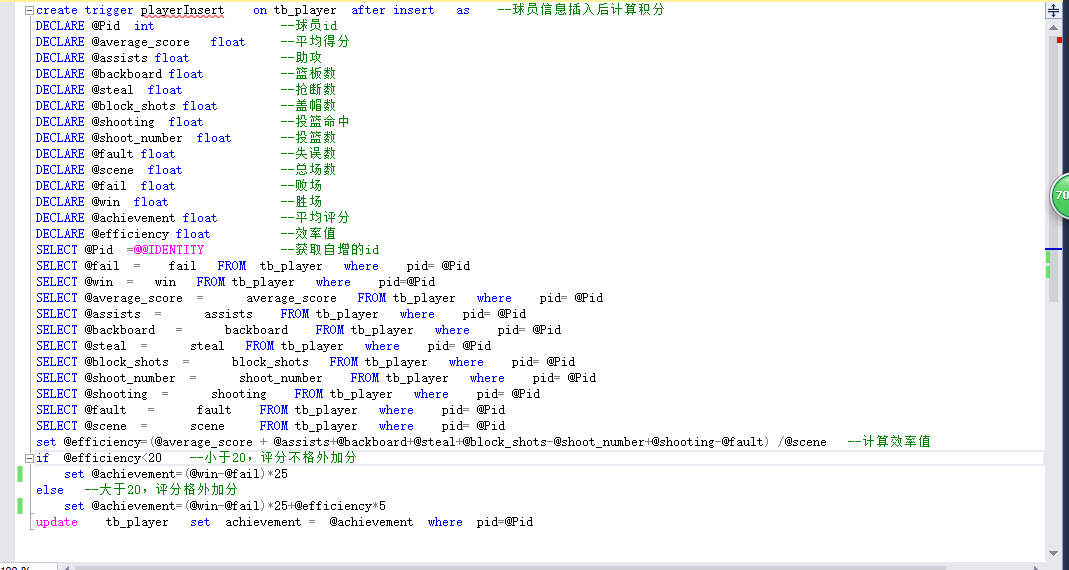 create trigger playerInsert on tb_player after insert as --球员信息插入后计算积分
DECLARE @Pid int --球员id
DECLARE @average_score float --平均得分
DECLARE @assists float --助攻
DECLARE @backboard float --篮板数
DECLARE @steal float --抢断数
DECLARE @block_shots float --盖帽数
DECLARE @shooting float --投篮命中
DECLARE @shoot_number float --投篮数
DECLARE @fault float --失误数
DECLARE @scene float --总场数
DECLARE @fail float --败场
DECLARE @win float --胜场
DECLARE @achievement float --平均评分
DECLARE @efficiency float --效率值
SELECT @Pid =@@IDENTITY --获取自增的id
SELECT @fail = fail FROM tb_player where pid= @Pid
SELECT @win = win FROM tb_player where pid=@Pid
SELECT @average_score = average_score FROM tb_player where pid= @Pid
SELECT @assists = assists FROM tb_player where pid= @Pid
SELECT @backboard = backboard FROM tb_player where pid= @Pid
SELECT @steal = steal FROM tb_player where pid= @Pid
SELECT @block_shots = block_shots FROM tb_player where pid= @Pid
SELECT @shoot_number = shoot_number FROM tb_player where pid= @Pid
SELECT @shooting = shooting FROM tb_player where pid= @Pid
SELECT @fault = fault FROM tb_player where pid= @Pid
SELECT @scene = scene FROM tb_player where pid= @Pid
set @efficiency=(@average_score + @assists+@backboard+@steal+@block_shots-@shoot_number+@shooting-@fault) /@scene --计算效率值
if @efficiency<20 --小于20，评分不格外加分
set @achievement=(@win-@fail)*25
else --大于20，评分格外加分
set @achievement=(@win-@fail)*25+@efficiency*5
update tb_player set achievement = @achievement where pid=@Pid
70